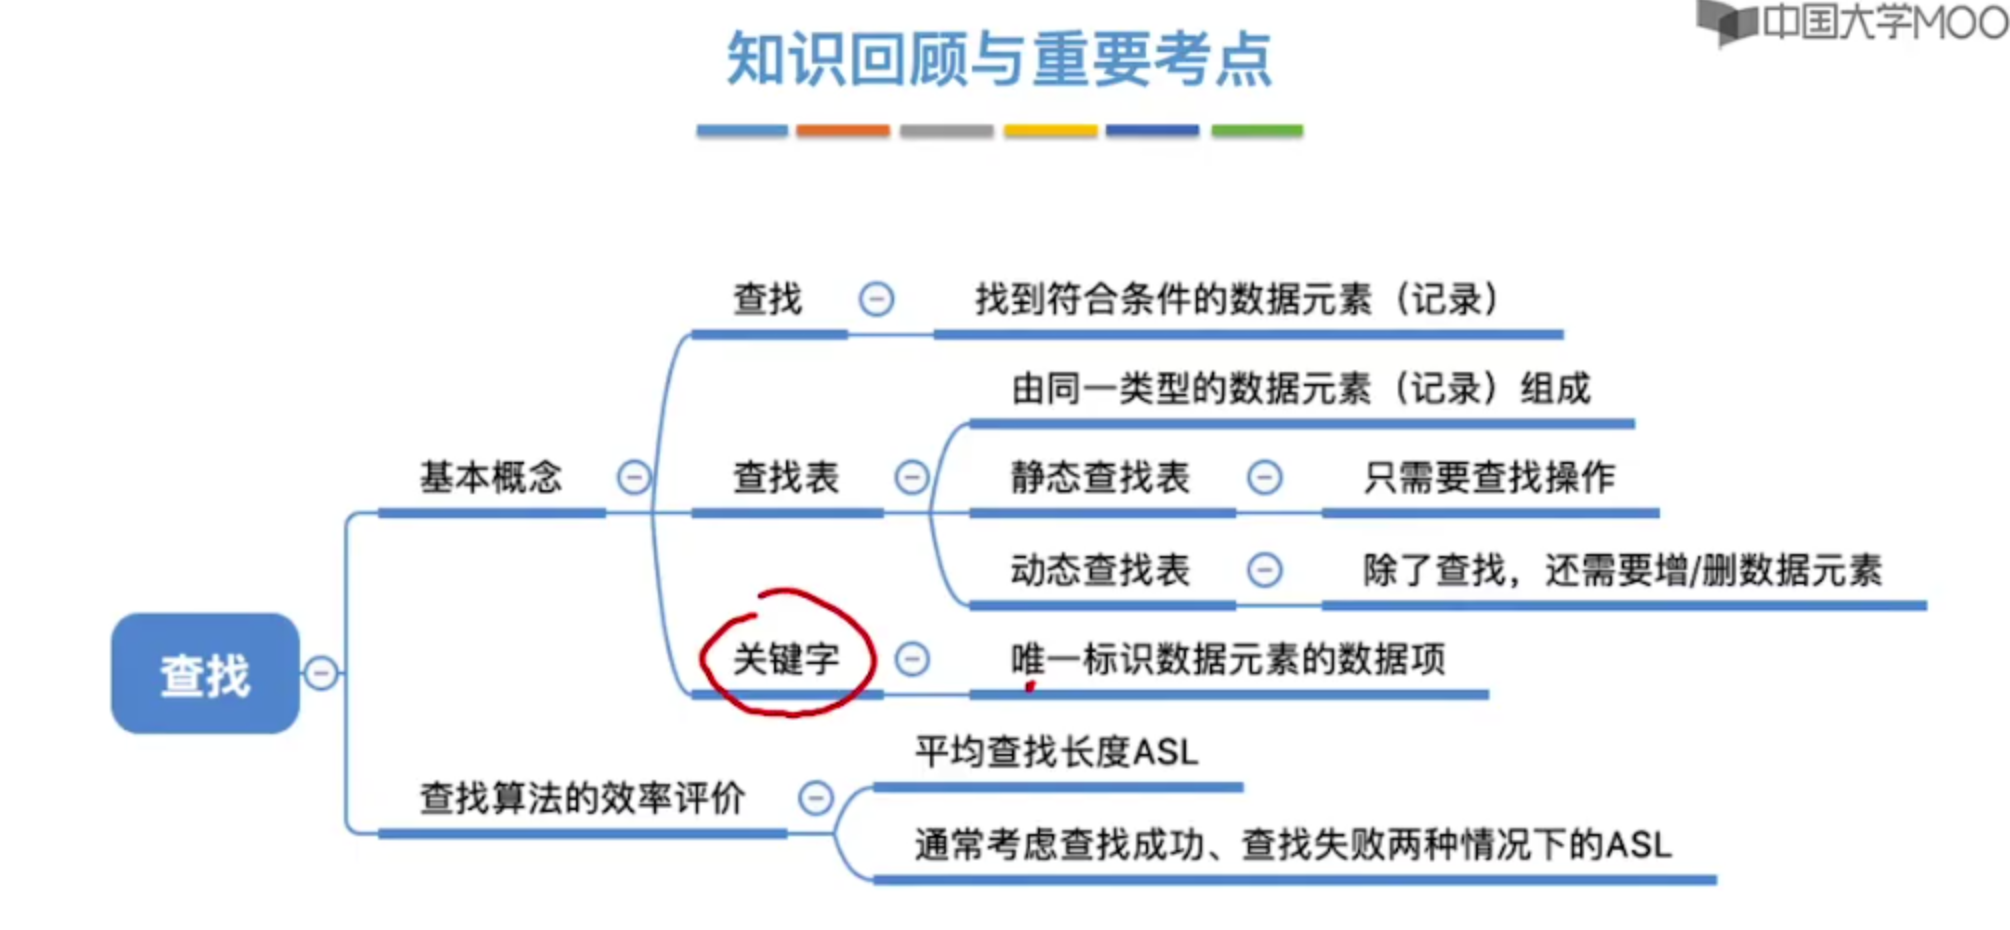 中国大学MOO
知识回顾与重要考点
查找
找到符合条件的数据元素（记录）
由同一类型的数据元素（记录）组成
基本概念
查找表
静态查找表
只需要查找操作
动态查找表
除了查找，还需要增/删数据元素
查找
关键字
唯一标识数据元素的数据项
平均查找长度ASL
查找算法的效率评价
通常考虑查找成功、查找失败两种情况下的ASL